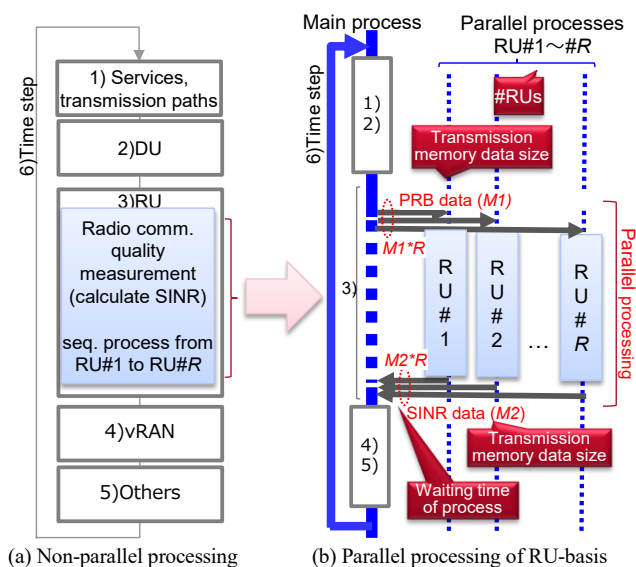 6)Time step
1) Services,
transmission paths
2)DU
3)RU
Radio comm.
quality
measurement
(calculate SINR)
seq. process from
RU#1 to RU#R
4)vRAN
5)Others
(a) Non-parallel processing
Main process
Parallel processes
RU#1～#R
6)Time step
#RUs
1)
2)
Transmission
memory data size
PRB data (M1)
M1*R
3)
RU#1
RU#2
...
RU#R
Parallel processing
M2*R
SINR data (M2)
4)
5)
Transmission
memory data size
Waiting time
of process
(b) Parallel processing of RU-basis